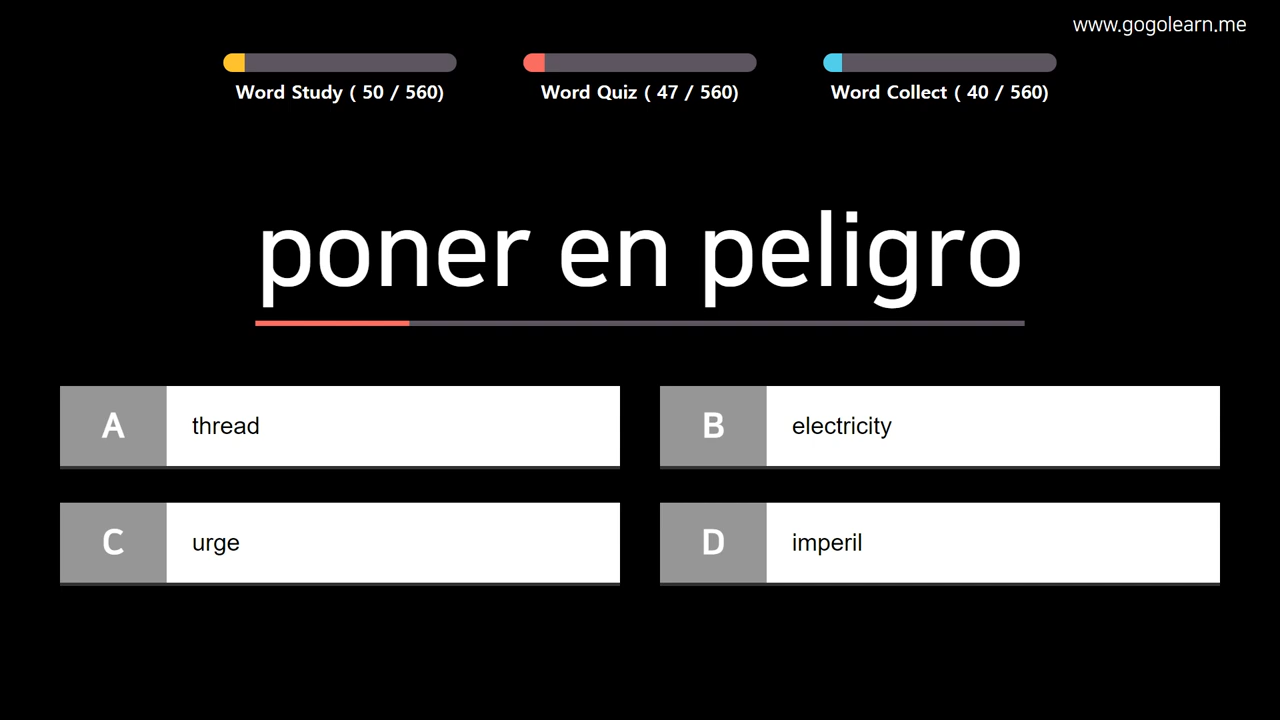 www.gogolearn.me
Word Study ( 50 / 560)
Word Quiz ( 47 / 560)
Word Collect ( 40 / 560)
poner en peligro
A thread
B electricity
C urge
D imperil